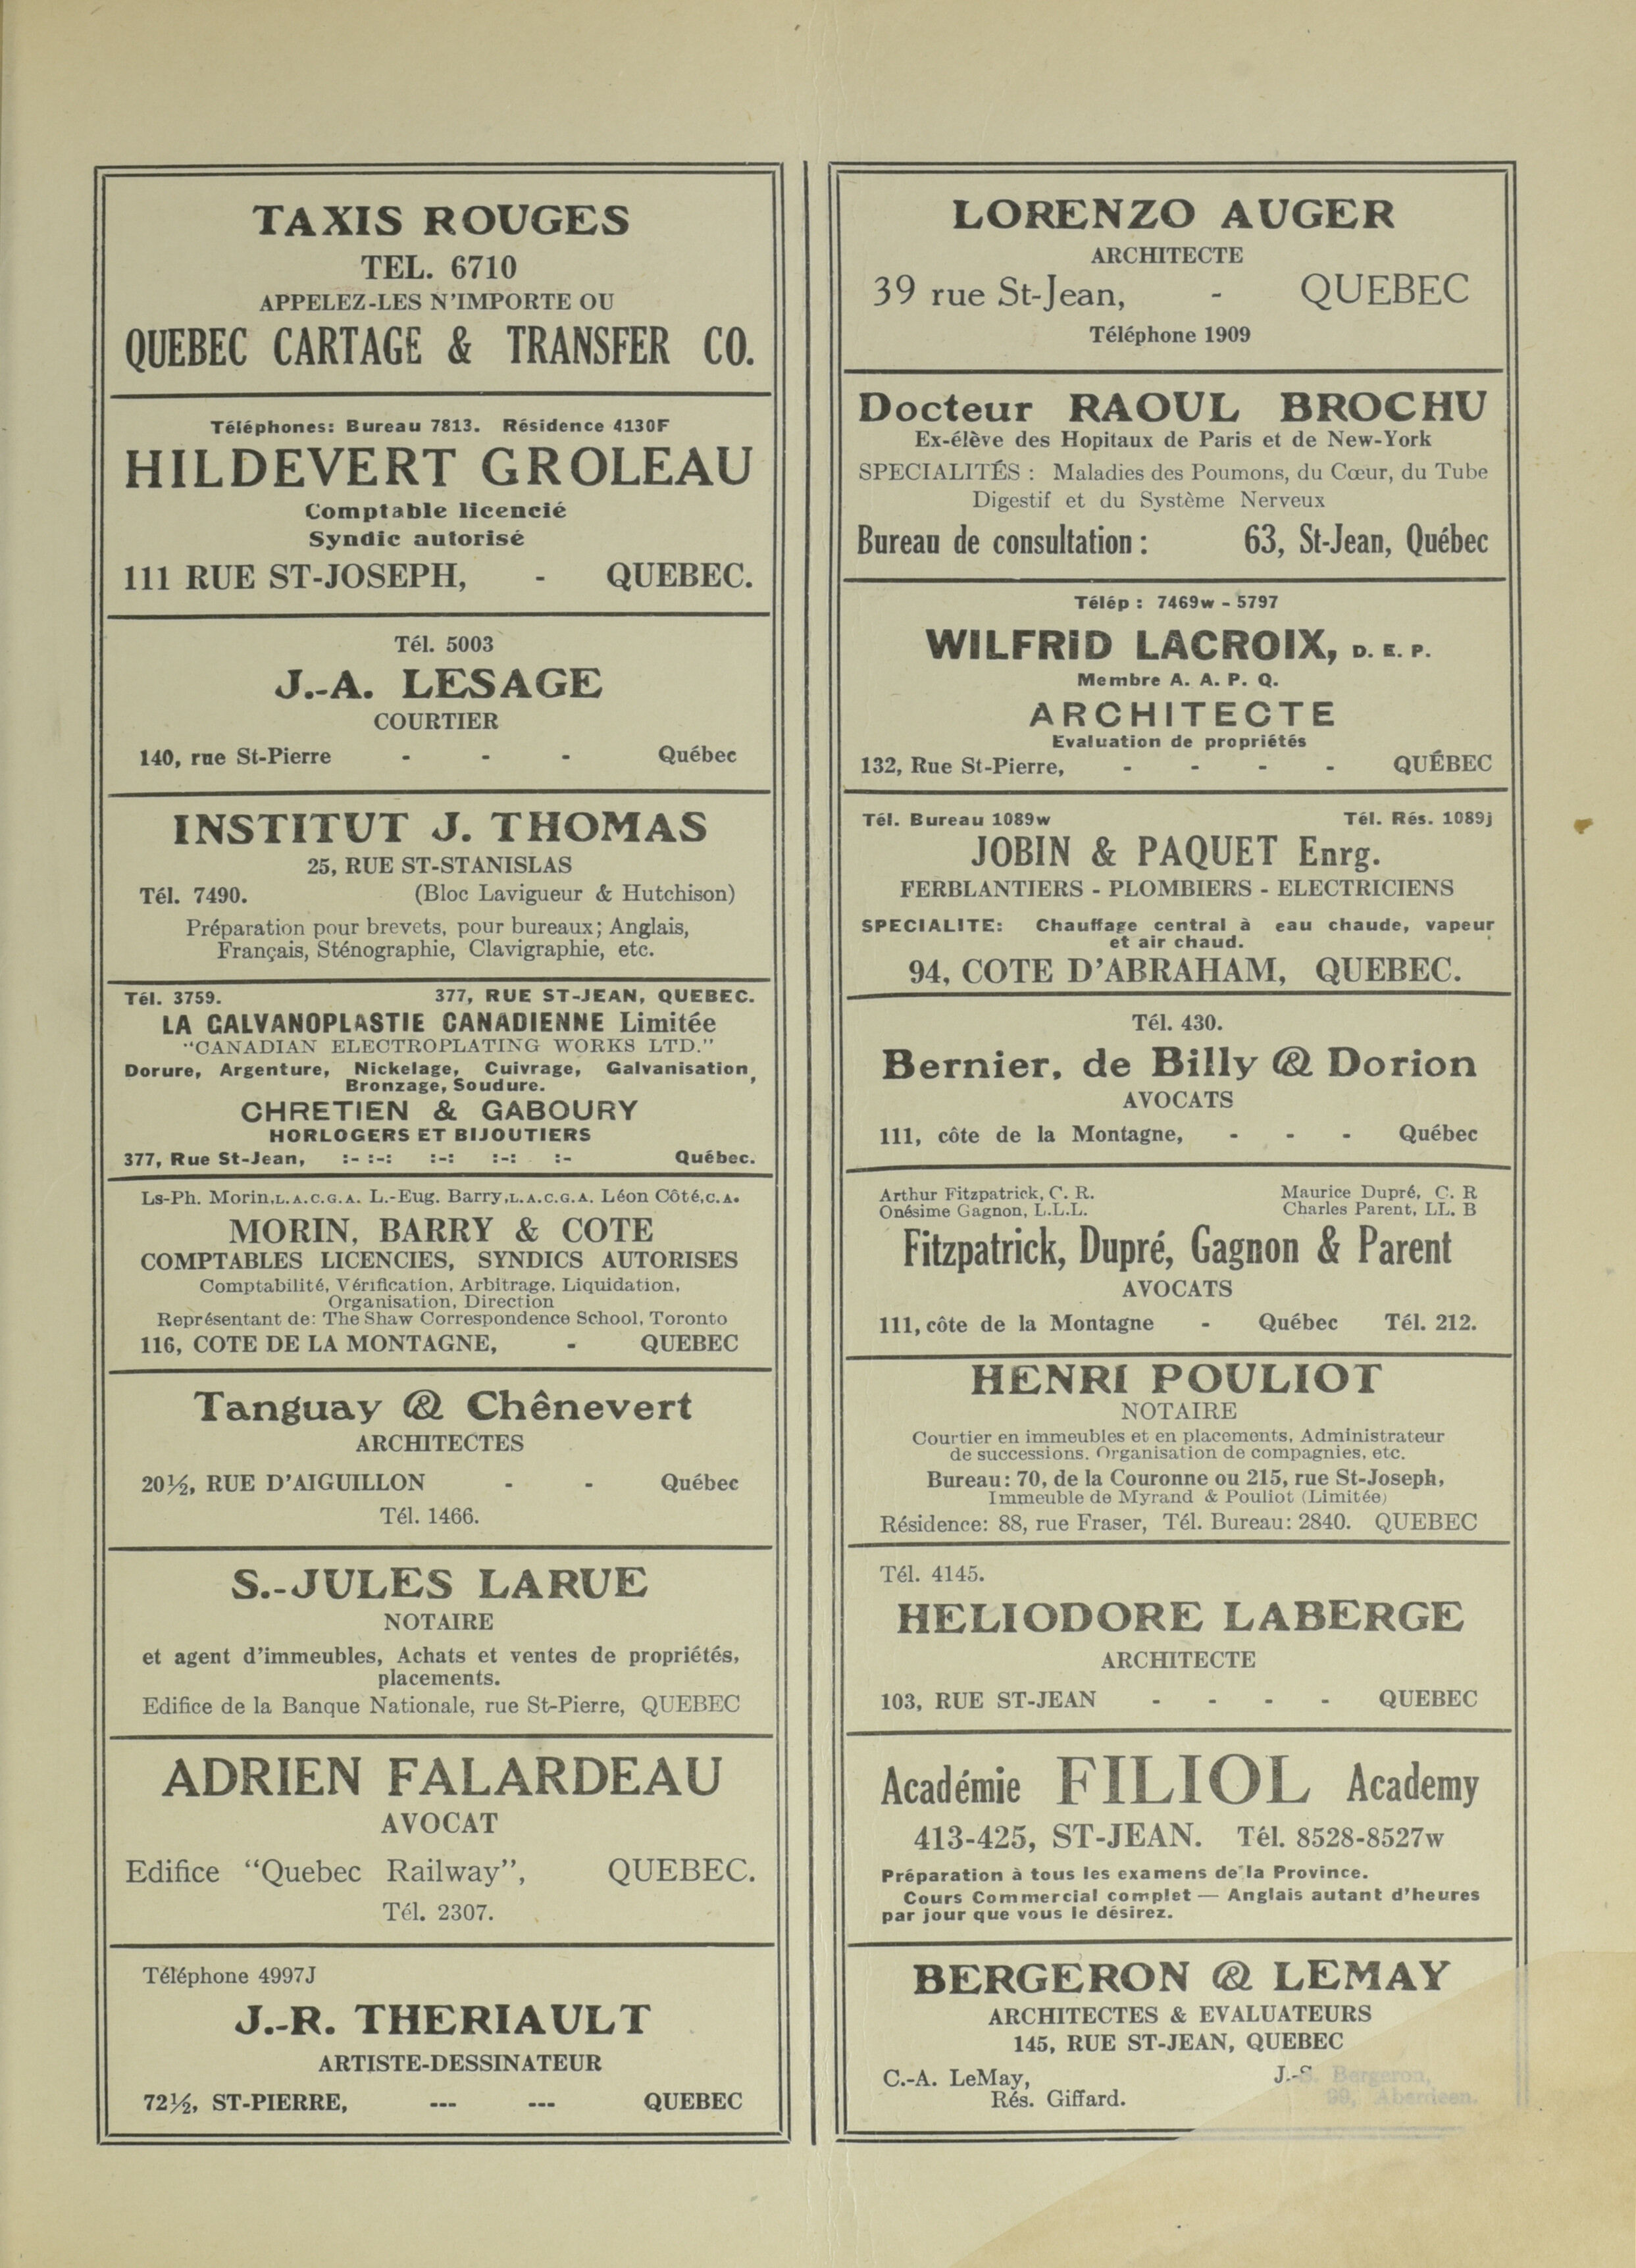 TAXIS ROUGES
TEL. 6710
APPELEZ-LES N'IMPORTE OU
QUEBEC CARTAGE & TRANSFER CO.
Téléphones: Bureau 7813. Résidence 4130F
HILDEVERT GROLEAU
Comptable licencié
Syndic autorisé
111 RUE ST-JOSEPH, - QUEBEC.
Tél. 5003
J.-A. LESAGE
COURTIER
140, rue St-Pierre - - - Québec
INSTITUT J. THOMAS
25, RUE ST-STANISLAS
Tél. 7490. (Bloc Lavigueur & Hutchison)
Préparation pour brevets, pour bureaux; Anglais,
Français, Sténographie, Clavigraphie, etc.
Tél. 3759. 377, RUE ST-JEAN, QUEBEC.
LA GALVANOPLASTIE CANADIENNE Limitée
"CANADIAN ELECTROPLATING WORKS LTD."
Dorure, Argenture, Nickelage, Cuivrage, Galvanisation,
Bronzage, Soudure.
CHRETIEN & GABOURY
HORLOGERS ET BIJOUTIERS
377, Rue St-Jean, :- :-: :-: :-: :- Québec.
Ls-Ph. Morin,L.A.C.G.A. L.-Eug. Barry,L.A.C.G.A. Léon Côté,C.A.
MORIN, BARRY & COTE
COMPTABLES LICENCIES, SYNDICS AUTORISES
Comptabilité, Vérification, Arbitrage, Liquidation,
Organisation, Direction
Représentant de: The Shaw Correspondence School, Toronto
116, COTE DE LA MONTAGNE, - QUEBEC
Tanguay & Chênevert
ARCHITECTES
20½, RUE D'AIGUILLON - - Québec
Tél. 1466.
S.-JULES LARUE
NOTAIRE
et agent d'immeubles, Achats et ventes de propriétés,
placements.
Edifice de la Banque Nationale, rue St-Pierre, QUEBEC
ADRIEN FALARDEAU
AVOCAT
Edifice "Quebec Railway", QUEBEC.
Tél. 2307.
Téléphone 4997J
J.-R. THERIAULT
ARTISTE-DESSINATEUR
72½, ST-PIERRE, --- --- QUEBEC
LORENZO AUGER
ARCHITECTE
39 rue St-Jean, - QUEBEC
Téléphone 1909
Docteur RAOUL BROCHU
Ex-élève des Hopitaux de Paris et de New-York
SPECIALITÉS : Maladies des Poumons, du Cœur, du Tube
Digestif et du Système Nerveux
Bureau de consultation : 63, St-Jean, Québec
Télép : 7469w - 5797
WILFRID LACROIX, D. E. P.
Membre A. A. P. Q.
ARCHITECTE
Evaluation de propriétés
132, Rue St-Pierre, - - - - QUÉBEC
Tél. Bureau 1089w Tél. Rés. 1089j
JOBIN & PAQUET Enrg.
FERBLANTIERS - PLOMBIERS - ELECTRICIENS
SPECIALITE: Chauffage central à eau chaude, vapeur
et air chaud.
94, COTE D'ABRAHAM, QUEBEC.
Tél. 430.
Bernier, de Billy & Dorion
AVOCATS
111, côte de la Montagne, - - - Québec
Arthur Fitzpatrick, C. R. Maurice Dupré, C. R
Onésime Gagnon, L.L.L. Charles Parent, LL. B
Fitzpatrick, Dupré, Gagnon & Parent
AVOCATS
111, côte de la Montagne - Québec Tél. 212.
HENRI POULIOT
NOTAIRE
Courtier en immeubles et en placements, Administrateur
de successions. Organisation de compagnies, etc.
Bureau: 70, de la Couronne ou 215, rue St-Joseph,
Immeuble de Myrand & Pouliot (Limitée)
Résidence: 88, rue Fraser, Tél. Bureau: 2840. QUEBEC
Tél. 4145.
HELIODORE LABERGE
ARCHITECTE
103, RUE ST-JEAN - - - - QUEBEC
Académie FILIOL Academy
413-425, ST-JEAN. Tél. 8528-8527w
Préparation à tous les examens de la Province.
Cours Commercial complet — Anglais autant d'heures
par jour que vous le désirez.
BERGERON & LEMAY
ARCHITECTES & EVALUATEURS
145, RUE ST-JEAN, QUEBEC
C.-A. LeMay, J.-S. Bergeron,
Rés. Giffard. 99, Aberdeen.